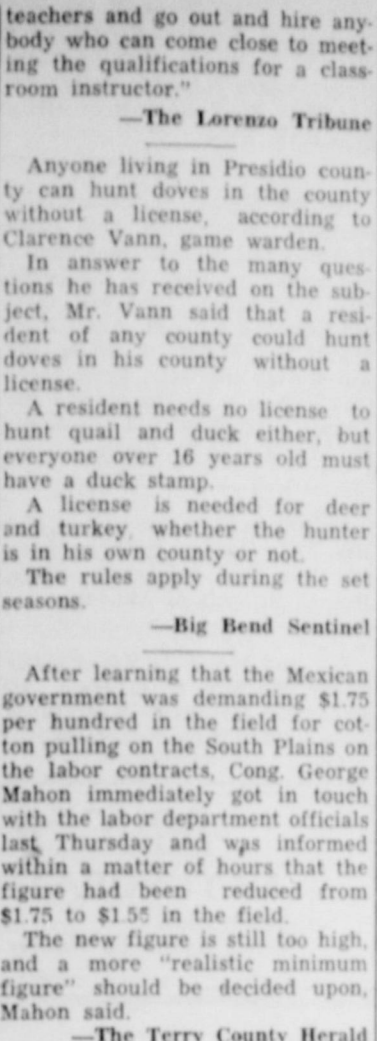 teachers and go out and hire any-
body who can come close to meet-
ing the qualifications for a class-
room instructor."
—The Lorenzo Tribune
Anyone living in Presidio coun-
ty can hunt doves in the county
without a license, according to
Clarence Vann, game warden.
In answer to the many ques-
tions he has received on the sub-
ject, Mr. Vann said that a resi-
dent of any county could hunt
doves in his county without a
license.
A resident needs no license to
hunt quail and duck either, but
everyone over 16 years old must
have a duck stamp.
A license is needed for deer
and turkey, whether the hunter
is in his own county or not.
The rules apply during the set
seasons.
—Big Bend Sentinel
After learning that the Mexican
government was demanding $1.75
per hundred in the field for cot-
ton pulling on the South Plains on
the labor contracts, Cong. George
Mahon immediately got in touch
with the labor department officials
last Thursday and was informed
within a matter of hours that the
figure had been reduced from
$1.75 to $1.55 in the field.
The new figure is still too high,
and a more "realistic minimum
figure" should be decided upon,
Mahon said.
—The Terry County Herald